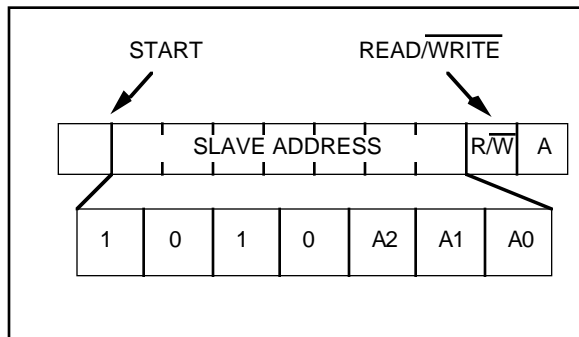 START READ/WRITE
SLAVE ADDRESS R/W A
1 0 1 0 A2 A1 A0